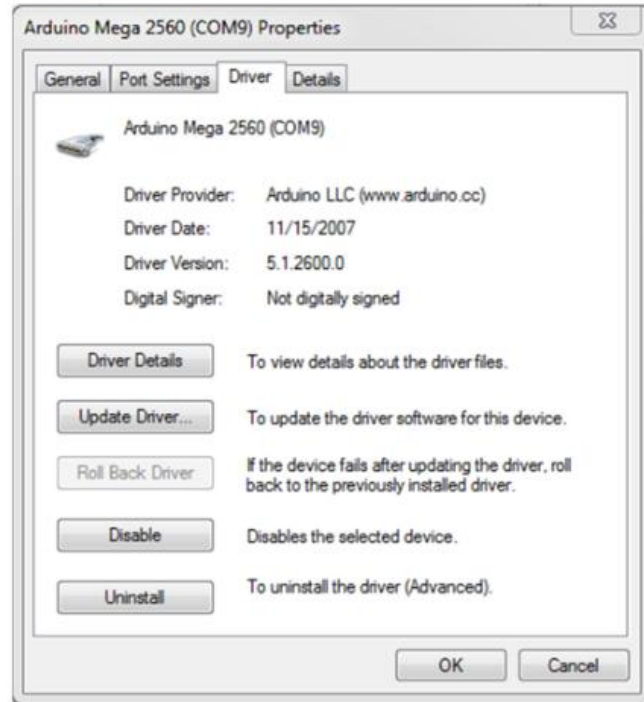 Arduino Mega 2560 (COM9) Properties
General Port Settings Driver Details
Arduino Mega 2560 (COM9)
Driver Provider: Arduino LLC (www.arduino.cc)
Driver Date: 11/15/2007
Driver Version: 5.1.2600.0
Digital Signer: Not digitally signed
Driver Details To view details about the driver files.
Update Driver... To update the driver software for this device.
Roll Back Driver If the device fails after updating the driver, roll
back to the previously installed driver.
Disable Disables the selected device.
Uninstall To uninstall the driver (Advanced).
OK Cancel